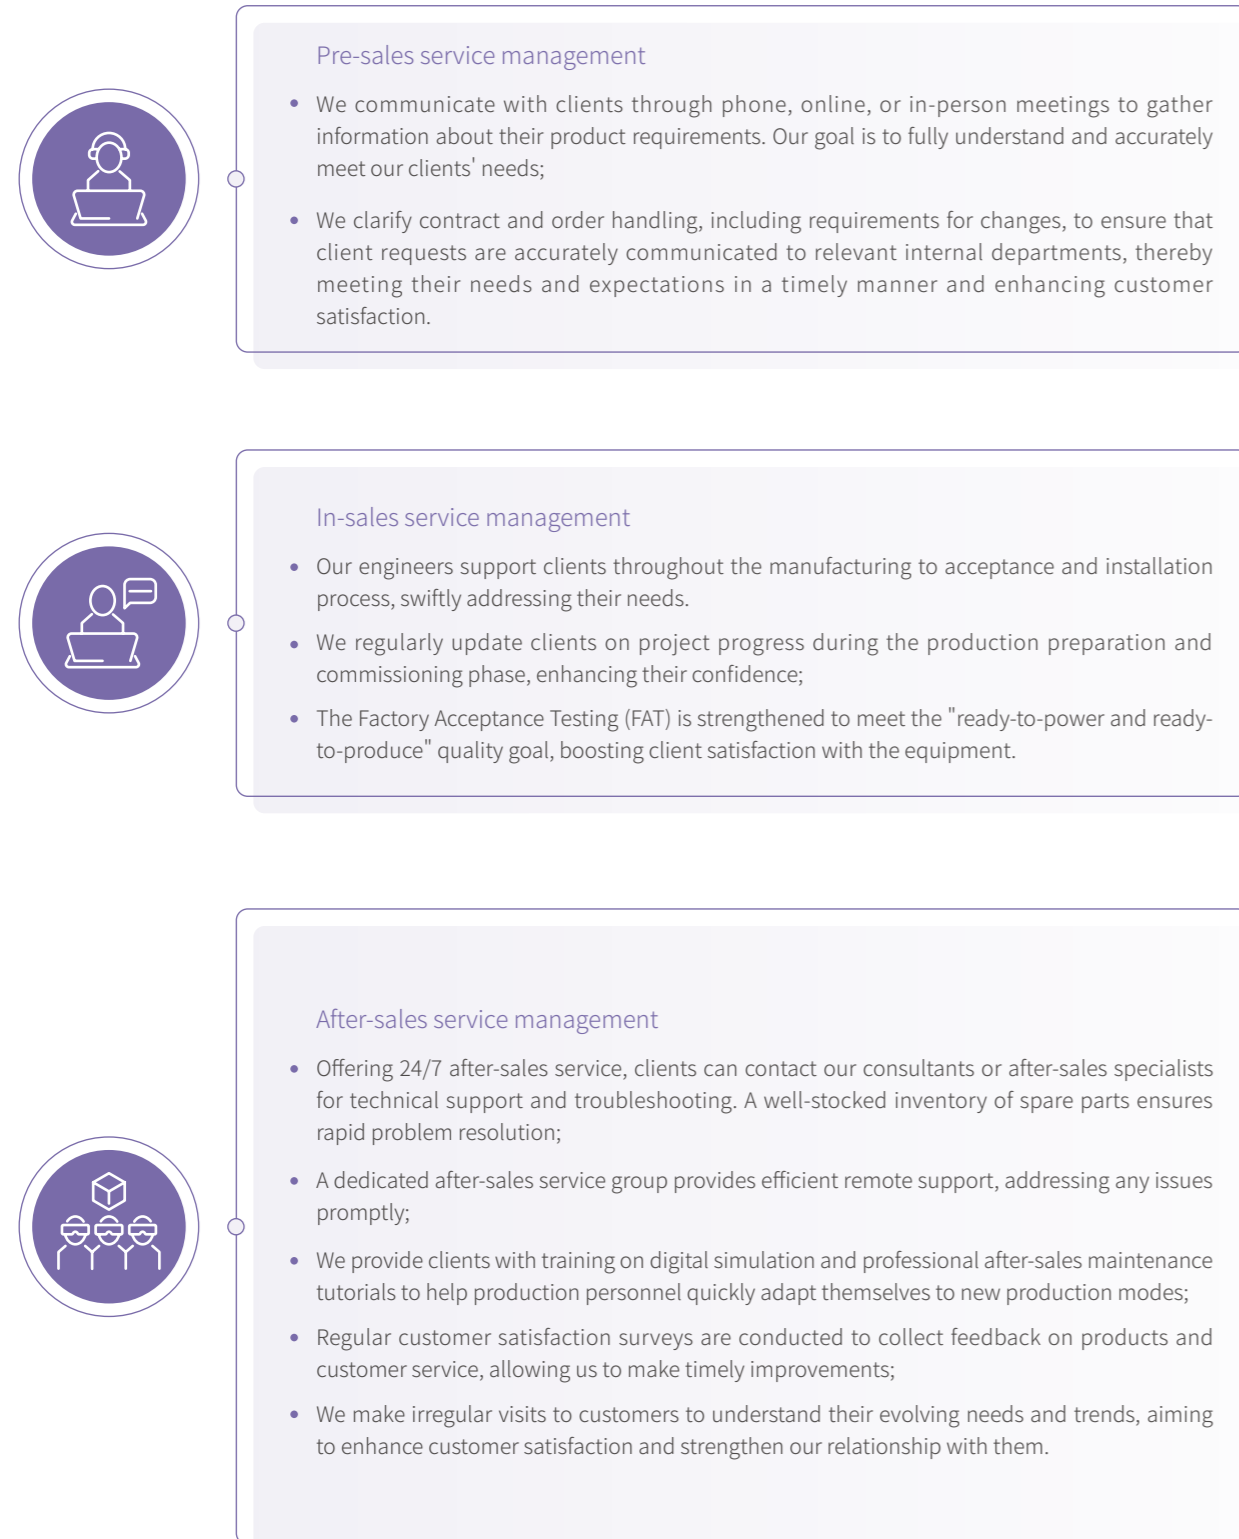 Pre-sales service management
• We communicate with clients through phone, online, or in-person meetings to gather
information about their product requirements. Our goal is to fully understand and accurately
meet our clients' needs;
• We clarify contract and order handling, including requirements for changes, to ensure that
client requests are accurately communicated to relevant internal departments, thereby
meeting their needs and expectations in a timely manner and enhancing customer
satisfaction.
In-sales service management
• Our engineers support clients throughout the manufacturing to acceptance and installation
process, swiftly addressing their needs.
• We regularly update clients on project progress during the production preparation and
commissioning phase, enhancing their confidence;
• The Factory Acceptance Testing (FAT) is strengthened to meet the "ready-to-power and ready-
to-produce" quality goal, boosting client satisfaction with the equipment.
After-sales service management
• Offering 24/7 after-sales service, clients can contact our consultants or after-sales specialists
for technical support and troubleshooting. A well-stocked inventory of spare parts ensures
rapid problem resolution;
• A dedicated after-sales service group provides efficient remote support, addressing any issues
promptly;
• We provide clients with training on digital simulation and professional after-sales maintenance
tutorials to help production personnel quickly adapt themselves to new production modes;
• Regular customer satisfaction surveys are conducted to collect feedback on products and
customer service, allowing us to make timely improvements;
• We make irregular visits to customers to understand their evolving needs and trends, aiming
to enhance customer satisfaction and strengthen our relationship with them.